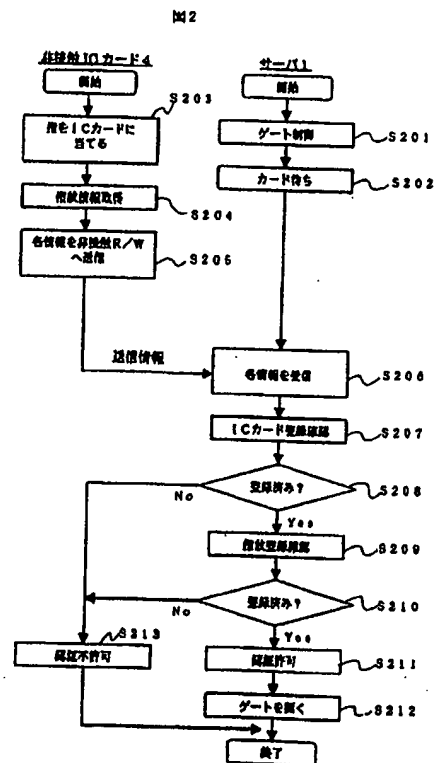 図2
非接触ICカード4
サーバ1
開始
開始
S203
指をICカードに
当てる
ゲート制御
S201
カード待ち
S202
指紋情報取得
S204
各情報を非接触R/W
へ送信
S205
送信情報
各情報を受信
S206
ICカード登録確認
S207
登録済み?
S208
No
Yes
指紋登録確認
S209
登録済み?
S210
No
Yes
S213
認証不許可
認証許可
S211
ゲートを開く
S212
終了